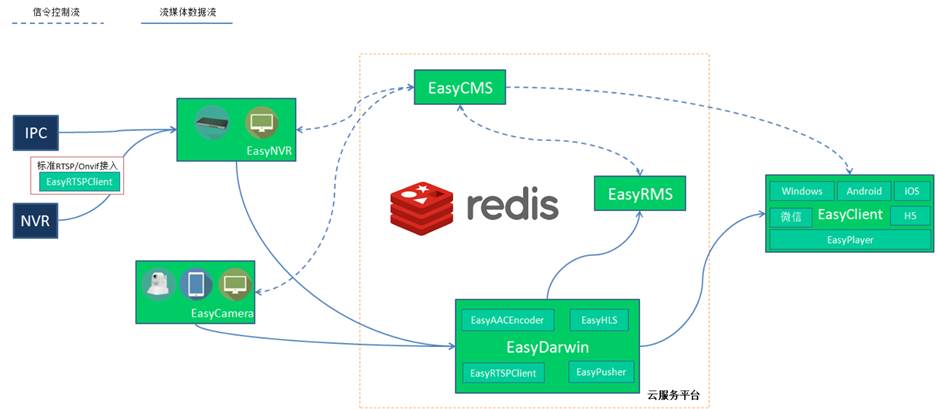 信令控制流
流媒体数据流
EasyCMS
IPC
EasyNVR
标准RTSP/Onvif接入
EasyRTSPClient
NVR
redis
EasyRMS
Windows
Android
iOS
微信
EasyClient
H5
EasyPlayer
EasyCamera
EasyAACEncoder
EasyHLS
EasyDarwin
EasyRTSPClient
EasyPusher
云服务平台